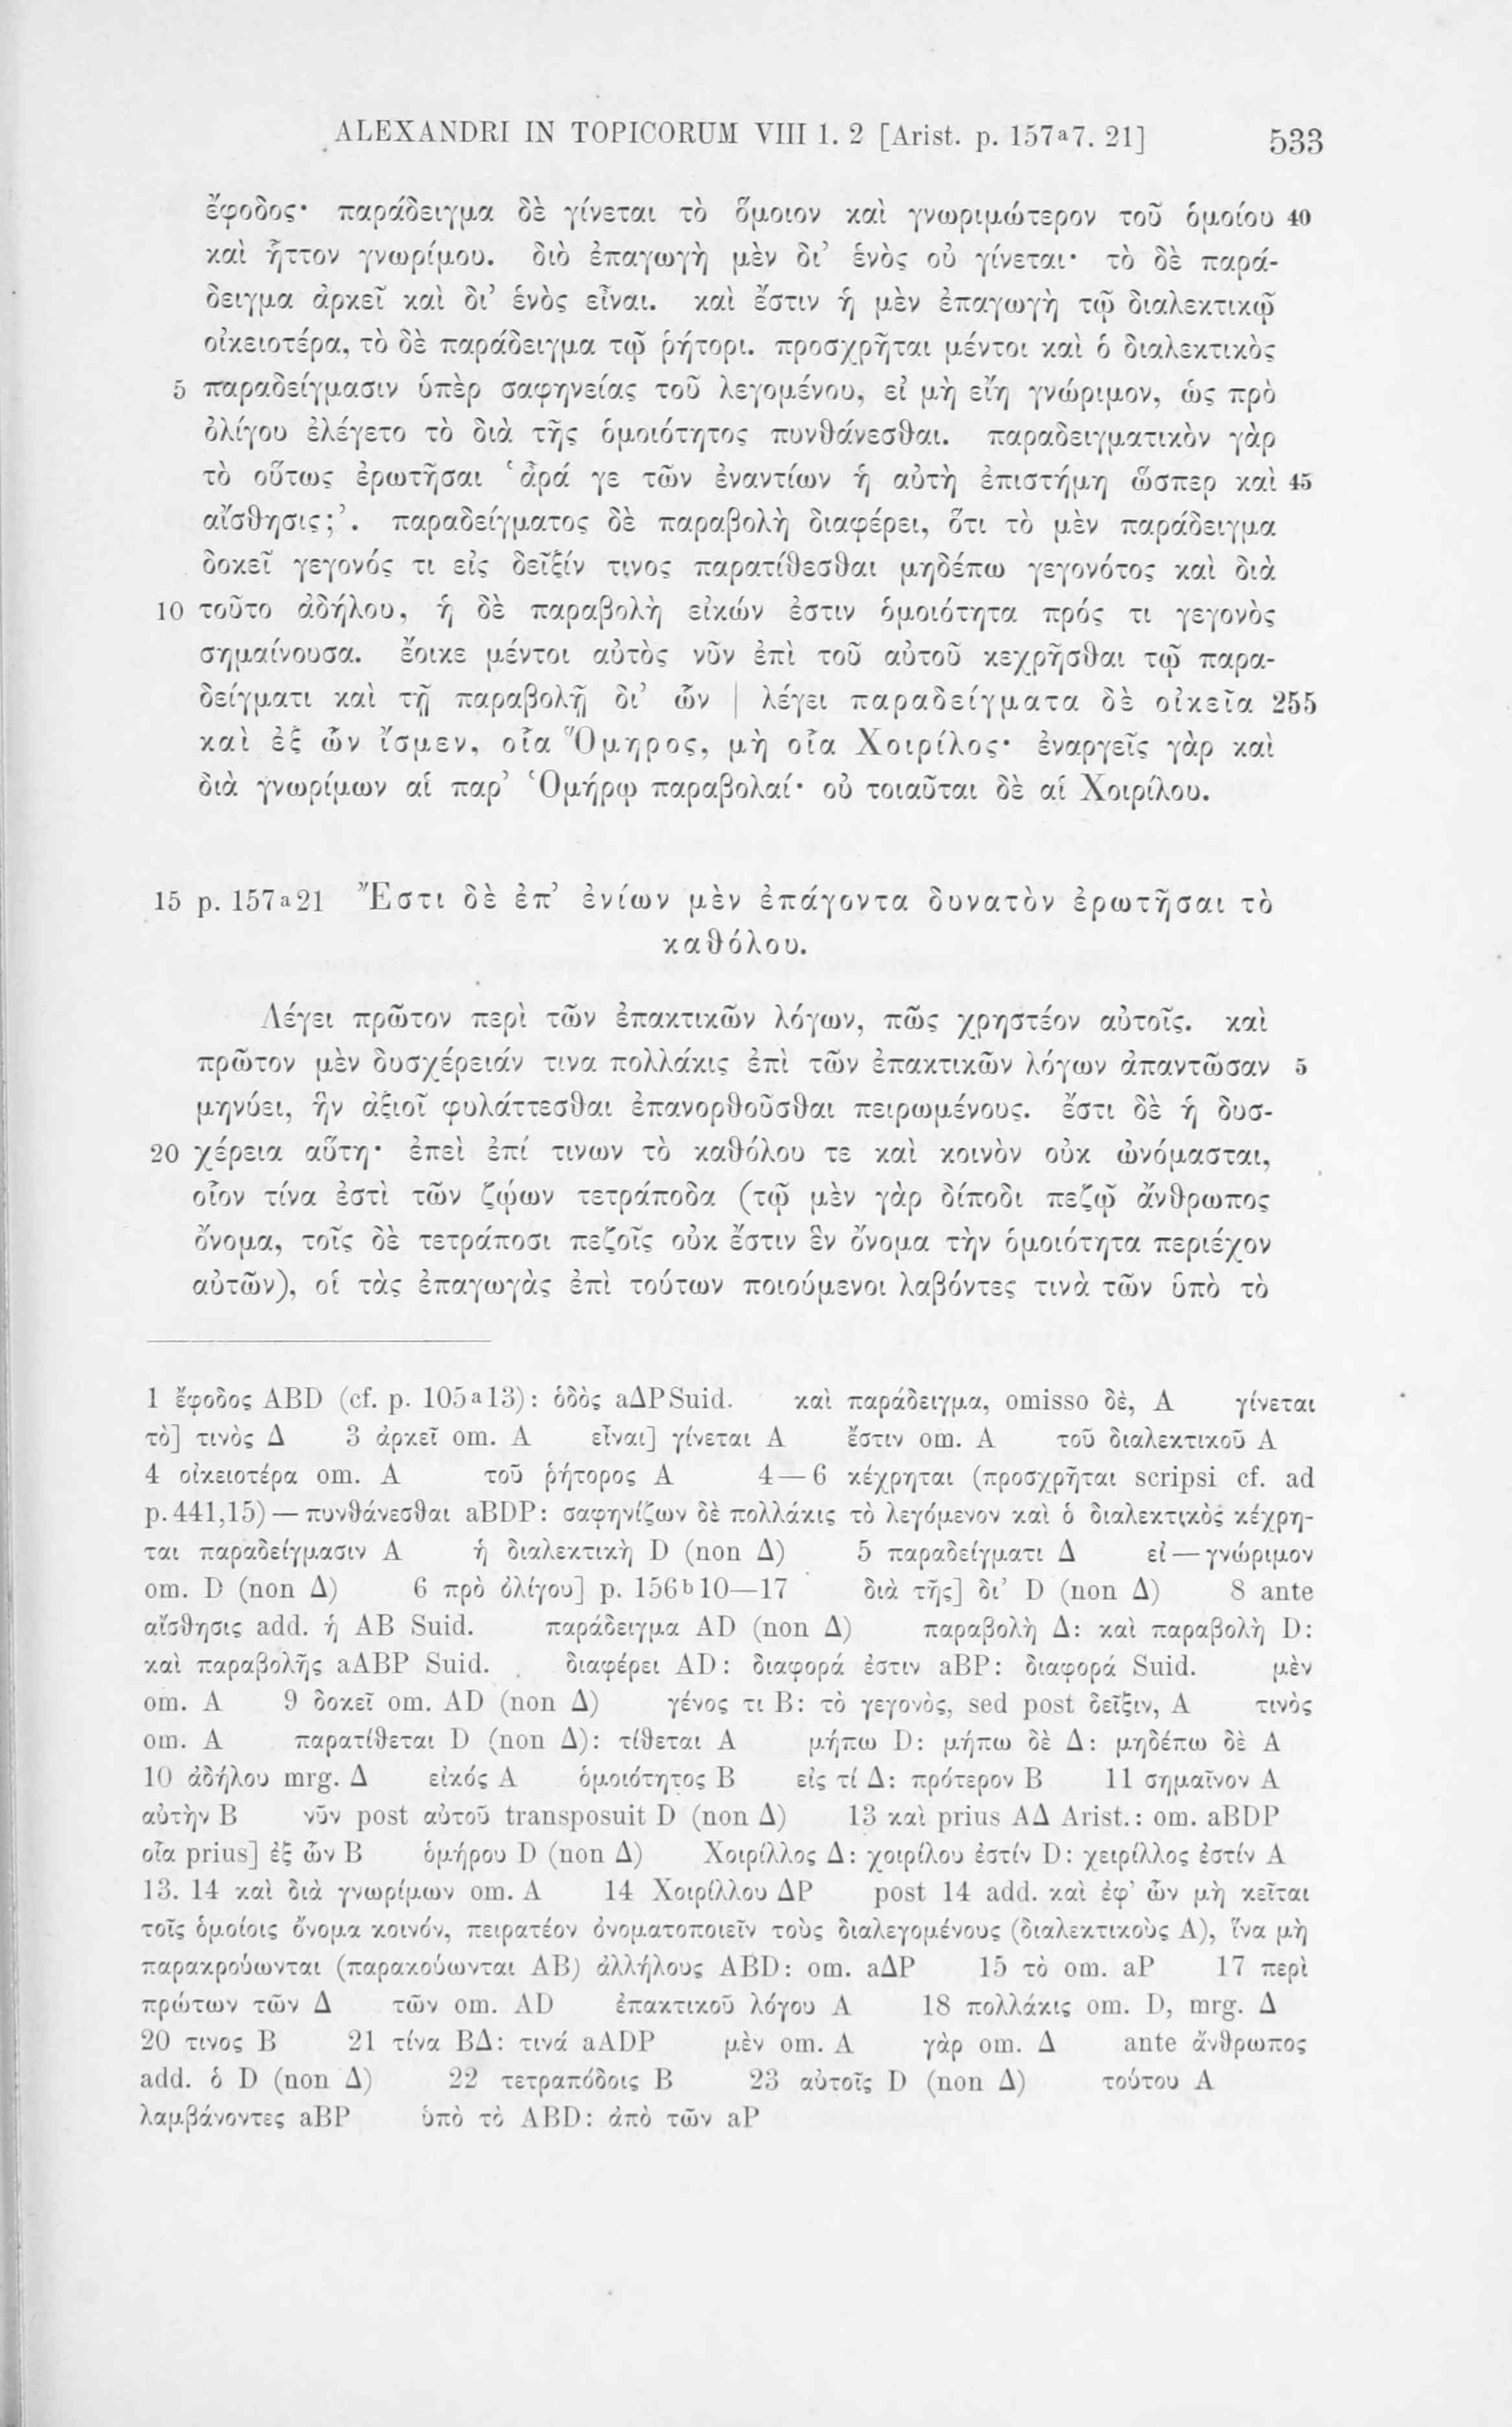 ALEXANDRI IN TOPICORUM VIII 1. 2 [Arist. p. 157ᵃ7. 21] 533
ἔφοδος· παράδειγμα δὲ γίνεται τὸ ὅμοιον καὶ γνωριμώτερον τοῦ ὁμοίου 40
καὶ ἧττον γνωρίμου. διὸ ἐπαγωγὴ μὲν δι’ ἑνὸς οὐ γίνεται· τὸ δὲ παρά-
δειγμα ἀρκεῖ καὶ δι’ ἑνὸς εἶναι. καὶ ἔστιν ἡ μὲν ἐπαγωγὴ τῷ διαλεκτικῷ
οἰκειοτέρα, τὸ δὲ παράδειγμα τῷ ῥήτορι. προσχρῆται μέντοι καὶ ὁ διαλεκτικὸς
5 παραδείγμασιν ὑπὲρ σαφηνείας τοῦ λεγομένου, εἰ μὴ εἴη γνώριμον, ὡς πρὸ
ὀλίγου ἐλέγετο τὸ διὰ τῆς ὁμοιότητος πυνθάνεσθαι. παραδειγματικὸν γὰρ
τὸ οὕτως ἐρωτῆσαι ‘ἆρά γε τῶν ἐναντίων ἡ αὐτὴ ἐπιστήμη ὥσπερ καὶ 45
αἴσθησις;’. παραδείγματος δὲ παραβολὴ διαφέρει, ὅτι τὸ μὲν παράδειγμα
δοκεῖ γεγονός τι εἰς δεῖξίν τινος παρατίθεσθαι μηδέπω γεγονότος καὶ διὰ
10 τοῦτο ἀδήλου, ἡ δὲ παραβολὴ εἰκών ἐστιν ὁμοιότητα πρός τι γεγονὸς
σημαίνουσα. ἔοικε μέντοι αὐτὸς νῦν ἐπὶ τοῦ αὐτοῦ κεχρῆσθαι τῷ παρα-
δείγματι καὶ τῇ παραβολῇ δι’ ὧν | λέγει παραδείγματα δὲ οἰκεῖα 255
καὶ ἐξ ὧν ἴσμεν, οἷα Ὅμηρος, μὴ οἷα Χοιρίλος· ἐναργεῖς γὰρ καὶ
διὰ γνωρίμων αἱ παρ’ Ὁμήρῳ παραβολαί· οὐ τοιαῦται δὲ αἱ Χοιρίλου.
15 p. 157ᵃ21 Ἔστι δὲ ἐπ’ ἐνίων μὲν ἐπάγοντα δυνατὸν ἐρωτῆσαι τὸ
καθόλου.
Λέγει πρῶτον περὶ τῶν ἐπακτικῶν λόγων, πῶς χρηστέον αὐτοῖς. καὶ
πρῶτον μὲν δυσχέρειάν τινα πολλάκις ἐπὶ τῶν ἐπακτικῶν λόγων ἀπαντῶσαν 5
μηνύει, ἣν ἀξιοῖ φυλάττεσθαι ἐπανορθοῦσθαι πειρωμένους. ἔστι δὲ ἡ δυσ-
20 χέρεια αὕτη· ἐπεὶ ἐπί τινων τὸ καθόλου τε καὶ κοινὸν οὐκ ὠνόμασται,
οἷον τίνα ἐστὶ τῶν ζῴων τετράποδα (τῷ μὲν γὰρ δίποδι πεζῷ ἄνθρωπος
ὄνομα, τοῖς δὲ τετράποσι πεζοῖς οὐκ ἔστιν ἓν ὄνομα τὴν ὁμοιότητα περιέχον
αὐτῶν), οἱ τὰς ἐπαγωγὰς ἐπὶ τούτων ποιούμενοι λαβόντες τινὰ τῶν ὑπὸ τὸ
1 ἔφοδος ABD (cf. p. 105ᵃ13): ὁδὸς aΔPSuid. καὶ παράδειγμα, omisso δὲ, A γίνεται
τὸ] τινὸς Δ 3 ἀρκεῖ om. A εἶναι] γίνεται A ἔστιν om. A τοῦ διαλεκτικοῦ A
4 οἰκειοτέρα om. A τοῦ ῥήτορος A 4—6 κέχρηται (προσχρῆται scripsi cf. ad
p. 441,15) — πυνθάνεσθαι aBDP: σαφηνίζων δὲ πολλάκις τὸ λεγόμενον καὶ ὁ διαλεκτικὸς κέχρη-
ται παραδείγμασιν A ἡ διαλεκτικὴ D (non Δ) 5 παραδείγματι Δ εἰ — γνώριμον
om. D (non Δ) 6 πρὸ ὀλίγου] p. 156ᵇ10—17 διὰ τῆς] δι’ D (non Δ) 8 ante
αἴσθησις add. ἡ AB Suid. παράδειγμα AD (non Δ) παραβολὴ Δ: καὶ παραβολὴ D:
καὶ παραβολῆς aABP Suid. διαφέρει AD: διαφορά ἐστιν aBP: διαφορά Suid. μὲν
om. A 9 δοκεῖ om. AD (non Δ) γένος τι B: τὸ γεγονὸς, sed post δεῖξιν, A τινὸς
om. A παρατίθεται D (non Δ): τίθεται A μήπω D: μήπω δὲ Δ: μηδέπω δὲ A
10 ἀδήλου mrg. Δ εἰκός A ὁμοιότητος B εἰς τί Δ: πρότερον B 11 σημαῖνον A
αὐτὴν B νῦν post αὐτοῦ transposuit D (non Δ) 13 καὶ prius AΔ Arist.: om. aBDP
οἷα prius] ἐξ ὧν B ὁμήρου D (non Δ) Χοιρίλλος Δ: χοιρίλου ἐστίν D: χειρίλλος ἐστίν A
13. 14 καὶ διὰ γνωρίμων om. A 14 Χοιρίλλου ΔP post 14 add. καὶ ἐφ’ ὧν μὴ κεῖται
τοῖς ὁμοίοις ὄνομα κοινόν, πειρατέον ὀνοματοποιεῖν τοὺς διαλεγομένους (διαλεκτικοὺς A), ἵνα μὴ
παρακρούωνται (παρακούωνται AB) ἀλλήλους ABD: om. aΔP 15 τὸ om. aP 17 περὶ
πρώτων τῶν Δ τῶν om. AD ἐπακτικοῦ λόγου A 18 πολλάκις om. D, mrg. Δ
20 τινος B 21 τίνα BΔ: τινά aADP μὲν om. A γὰρ om. Δ ante ἄνθρωπος
add. ὁ D (non Δ) 22 τετραπόδοις B 23 αὐτοῖς D (non Δ) τούτου A
λαμβάνοντες aBP ὑπὸ τὸ ABD: ἀπὸ τῶν aP